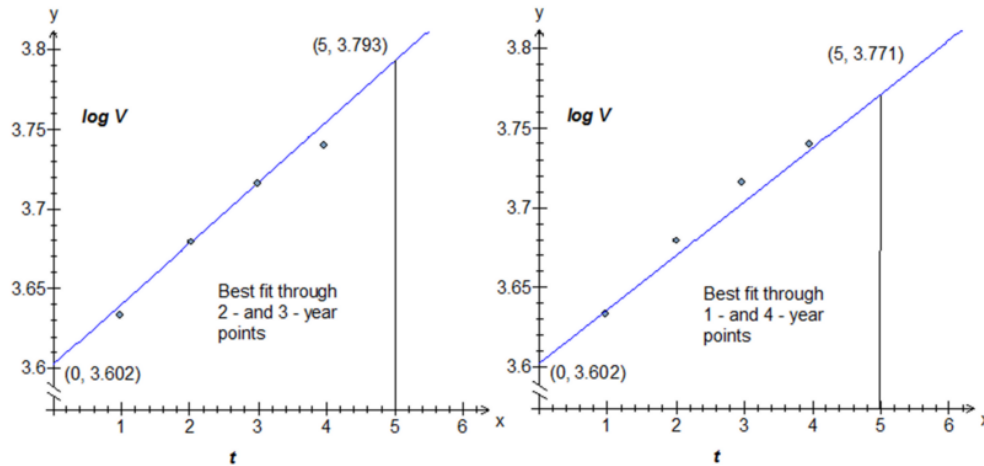 y
3.8
3.75
3.7
3.65
3.6
(5, 3.793)
log V
Best fit through
2 - and 3 - year
points
(0, 3.602)
1 2 3 4 5 6 x
t
y
3.8
3.75
3.7
3.65
3.6
(5, 3.771)
log V
Best fit through
1 - and 4 - year
points
(0, 3.602)
1 2 3 4 5 6 x
t